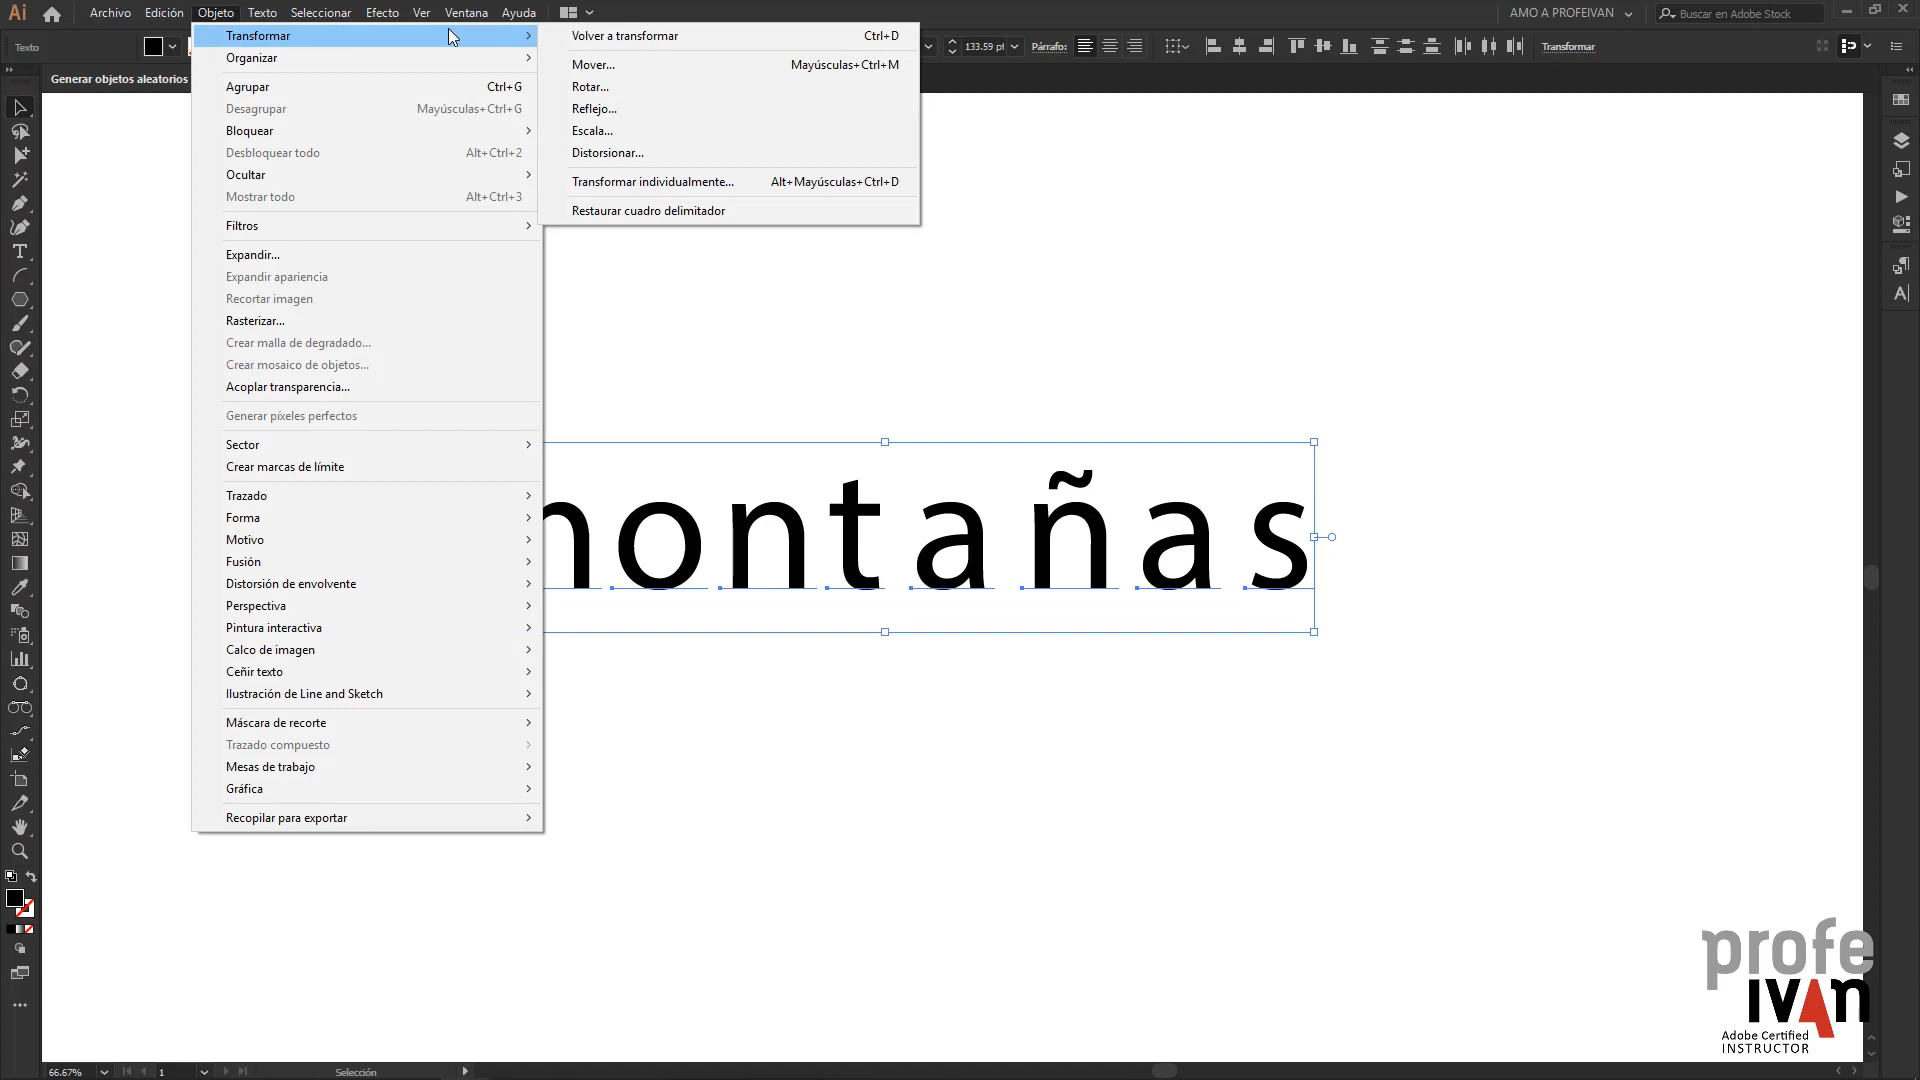 Ai Archivo Edición Objeto Texto Seleccionar Efecto Ver Ventana Ayuda AMO A PROFEIVAN Buscar en Adobe Stock
Texto 133.59 pt Párrafo: Transformar
Generar objetos aleatorios
Transformar
Organizar
Agrupar Ctrl+G
Desagrupar Mayúsculas+Ctrl+G
Bloquear
Desbloquear todo Alt+Ctrl+2
Ocultar
Mostrar todo Alt+Ctrl+3
Filtros
Expandir...
Expandir apariencia
Recortar imagen
Rasterizar...
Crear malla de degradado...
Crear mosaico de objetos...
Acoplar transparencia...
Generar píxeles perfectos
Sector
Crear marcas de límite
Trazado
Forma
Motivo
Fusión
Distorsión de envolvente
Perspectiva
Pintura interactiva
Calco de imagen
Ceñir texto
Ilustración de Line and Sketch
Máscara de recorte
Trazado compuesto
Mesas de trabajo
Gráfica
Recopilar para exportar
Volver a transformar Ctrl+D
Mover... Mayúsculas+Ctrl+M
Rotar...
Reflejo...
Escala...
Distorsionar...
Transformar individualmente... Alt+Mayúsculas+Ctrl+D
Restaurar cuadro delimitador
montañas
profe
ivAn
Adobe Certified
INSTRUCTOR
66.67% 1 Selección